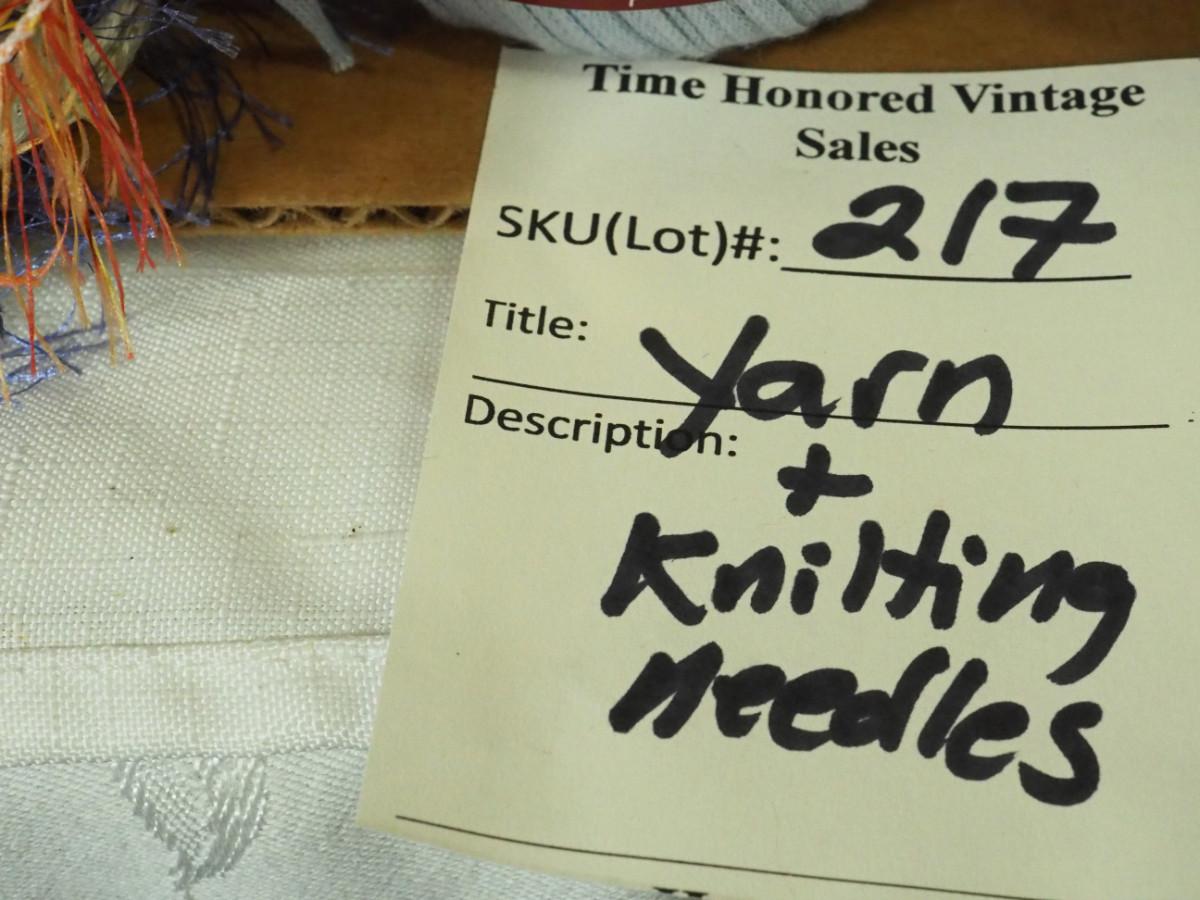 Time Honored Vintage
Sales
SKU(Lot)#: 217
Title: Yarn
Description:
+
Knitting
needles